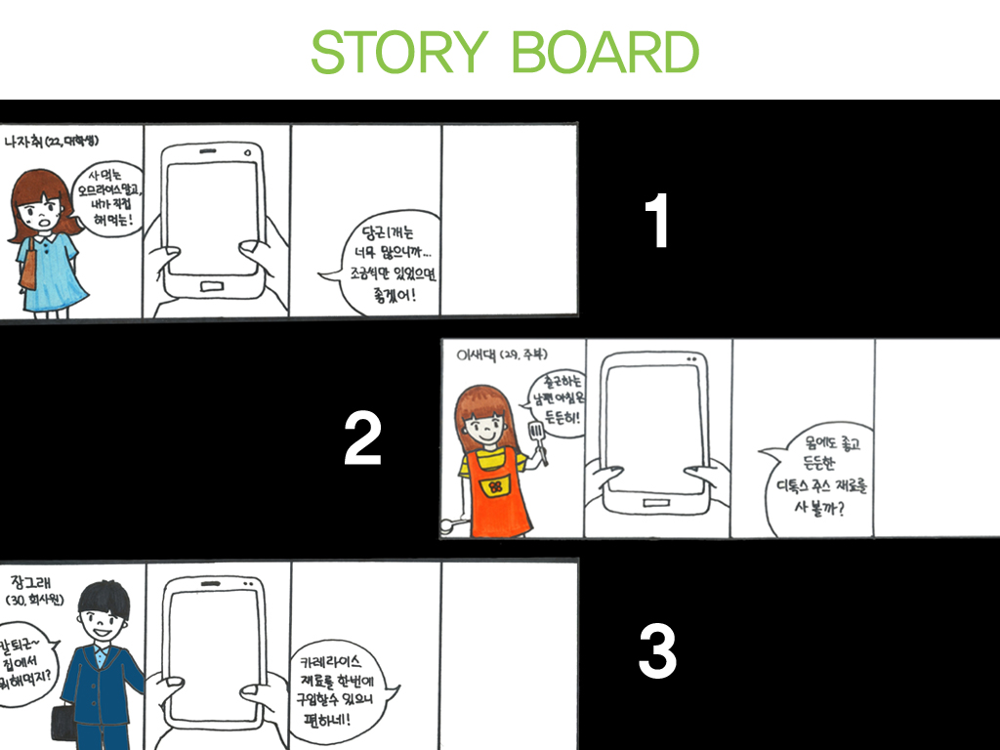 STORY BOARD
나자취 (22, 대학생)
사 먹는
오므라이스말고,
내가 직접
해 먹는!
당근1개는
너무 많으니까...
조금씩만 있었으면
좋겠어!
1
2
이새댁 (29, 주부)
출근하는
남편 아침은
든든히!
몸에도 좋고
든든한
디톡스 주스 재료를
사 볼까?
장그래
(30, 회사원)
칼퇴근~
집에서
뭐해먹지?
카레라이스
재료를 한번에
구입할수 있으니
편하네!
3